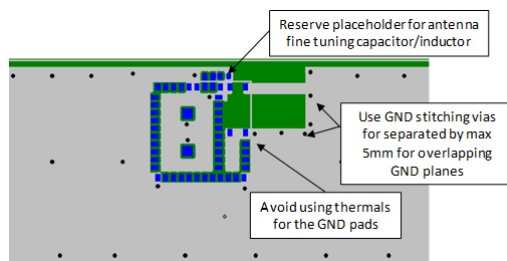 Reserve placeholder for antenna
fine tuning capacitor/inductor
Use GND stitching vias
for separated by max
5mm for overlapping
GND planes
Avoid using thermals
for the GND pads